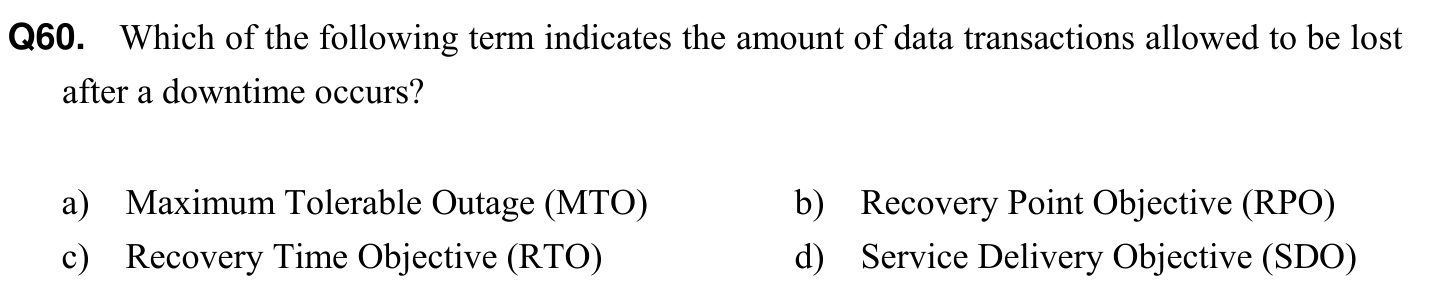 Q60. Which of the following term indicates the amount of data transactions allowed to be lost
after a downtime occurs?
a) Maximum Tolerable Outage (MTO) b) Recovery Point Objective (RPO)
c) Recovery Time Objective (RTO) d) Service Delivery Objective (SDO)